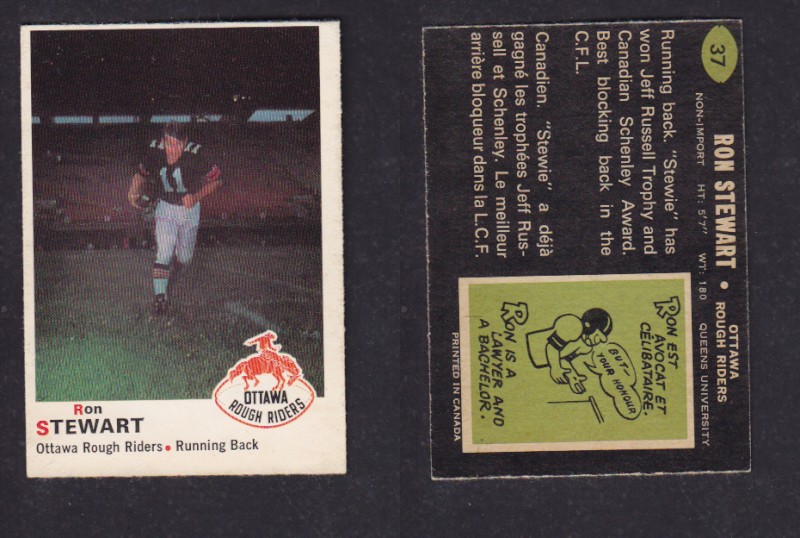 11
OTTAWA
ROUGH RIDERS
Ron
STEWART
Ottawa Rough Riders • Running Back
37
RON STEWART • OTTAWA
ROUGH RIDERS
NON-IMPORT HT: 5'7" WT: 180 QUEENS UNIVERSITY
Running back. "Stewie" has
won Jeff Russell Trophy and
Canadian Schenley Award.
Best blocking back in the
C.F.L.
Canadien. "Stewie" a déjà
gagné les trophées Jeff Rus-
sell et Schenley. Le meilleur
arrière bloqueur dans la L.C.F.
RON EST
AVOCAT ET
CÉLIBATAIRE.
BUT-
YOUR HONOUR
RON IS A
LAWYER AND
A BACHELOR.
PRINTED IN CANADA